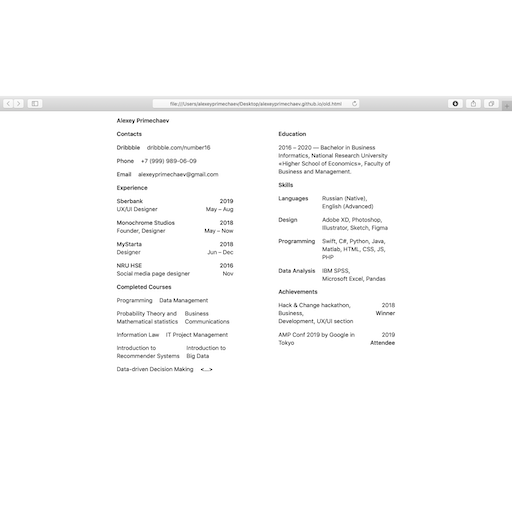 file:///Users/alexeyprimechaev/Desktop/alexeyprimechaev.github.io/old.html
Alexey Primechaev
Contacts
Dribbble dribbble.com/number16
Phone +7 (999) 989-06-09
Email alexeyprimechaev@gmail.com
Experience
Sberbank 2019
UX/UI Designer May – Aug
Monochrome Studios 2018
Founder, Designer May – Now
MyStarta 2018
Designer Jun – Dec
NRU HSE 2016
Social media page designer Nov
Completed Courses
Programming Data Management
Probability Theory and Business
Mathematical statistics Communications
Information Law IT Project Management
Introduction to Introduction to
Recommender Systems Big Data
Data-driven Decision Making <...>
Education
2016 – 2020 — Bachelor in Business
Informatics, National Research University
«Higher School of Economics», Faculty of
Business and Management.
Skills
Languages Russian (Native),
English (Advanced)
Design Adobe XD, Photoshop,
Illustrator, Sketch, Figma
Programming Swift, C#, Python, Java,
Matlab, HTML, CSS, JS,
PHP
Data Analysis IBM SPSS,
Microsoft Excel, Pandas
Achievements
Hack & Change hackathon, 2018
Business, Winner
Development, UX/UI section
AMP Conf 2019 by Google in 2019
Tokyo Attendee